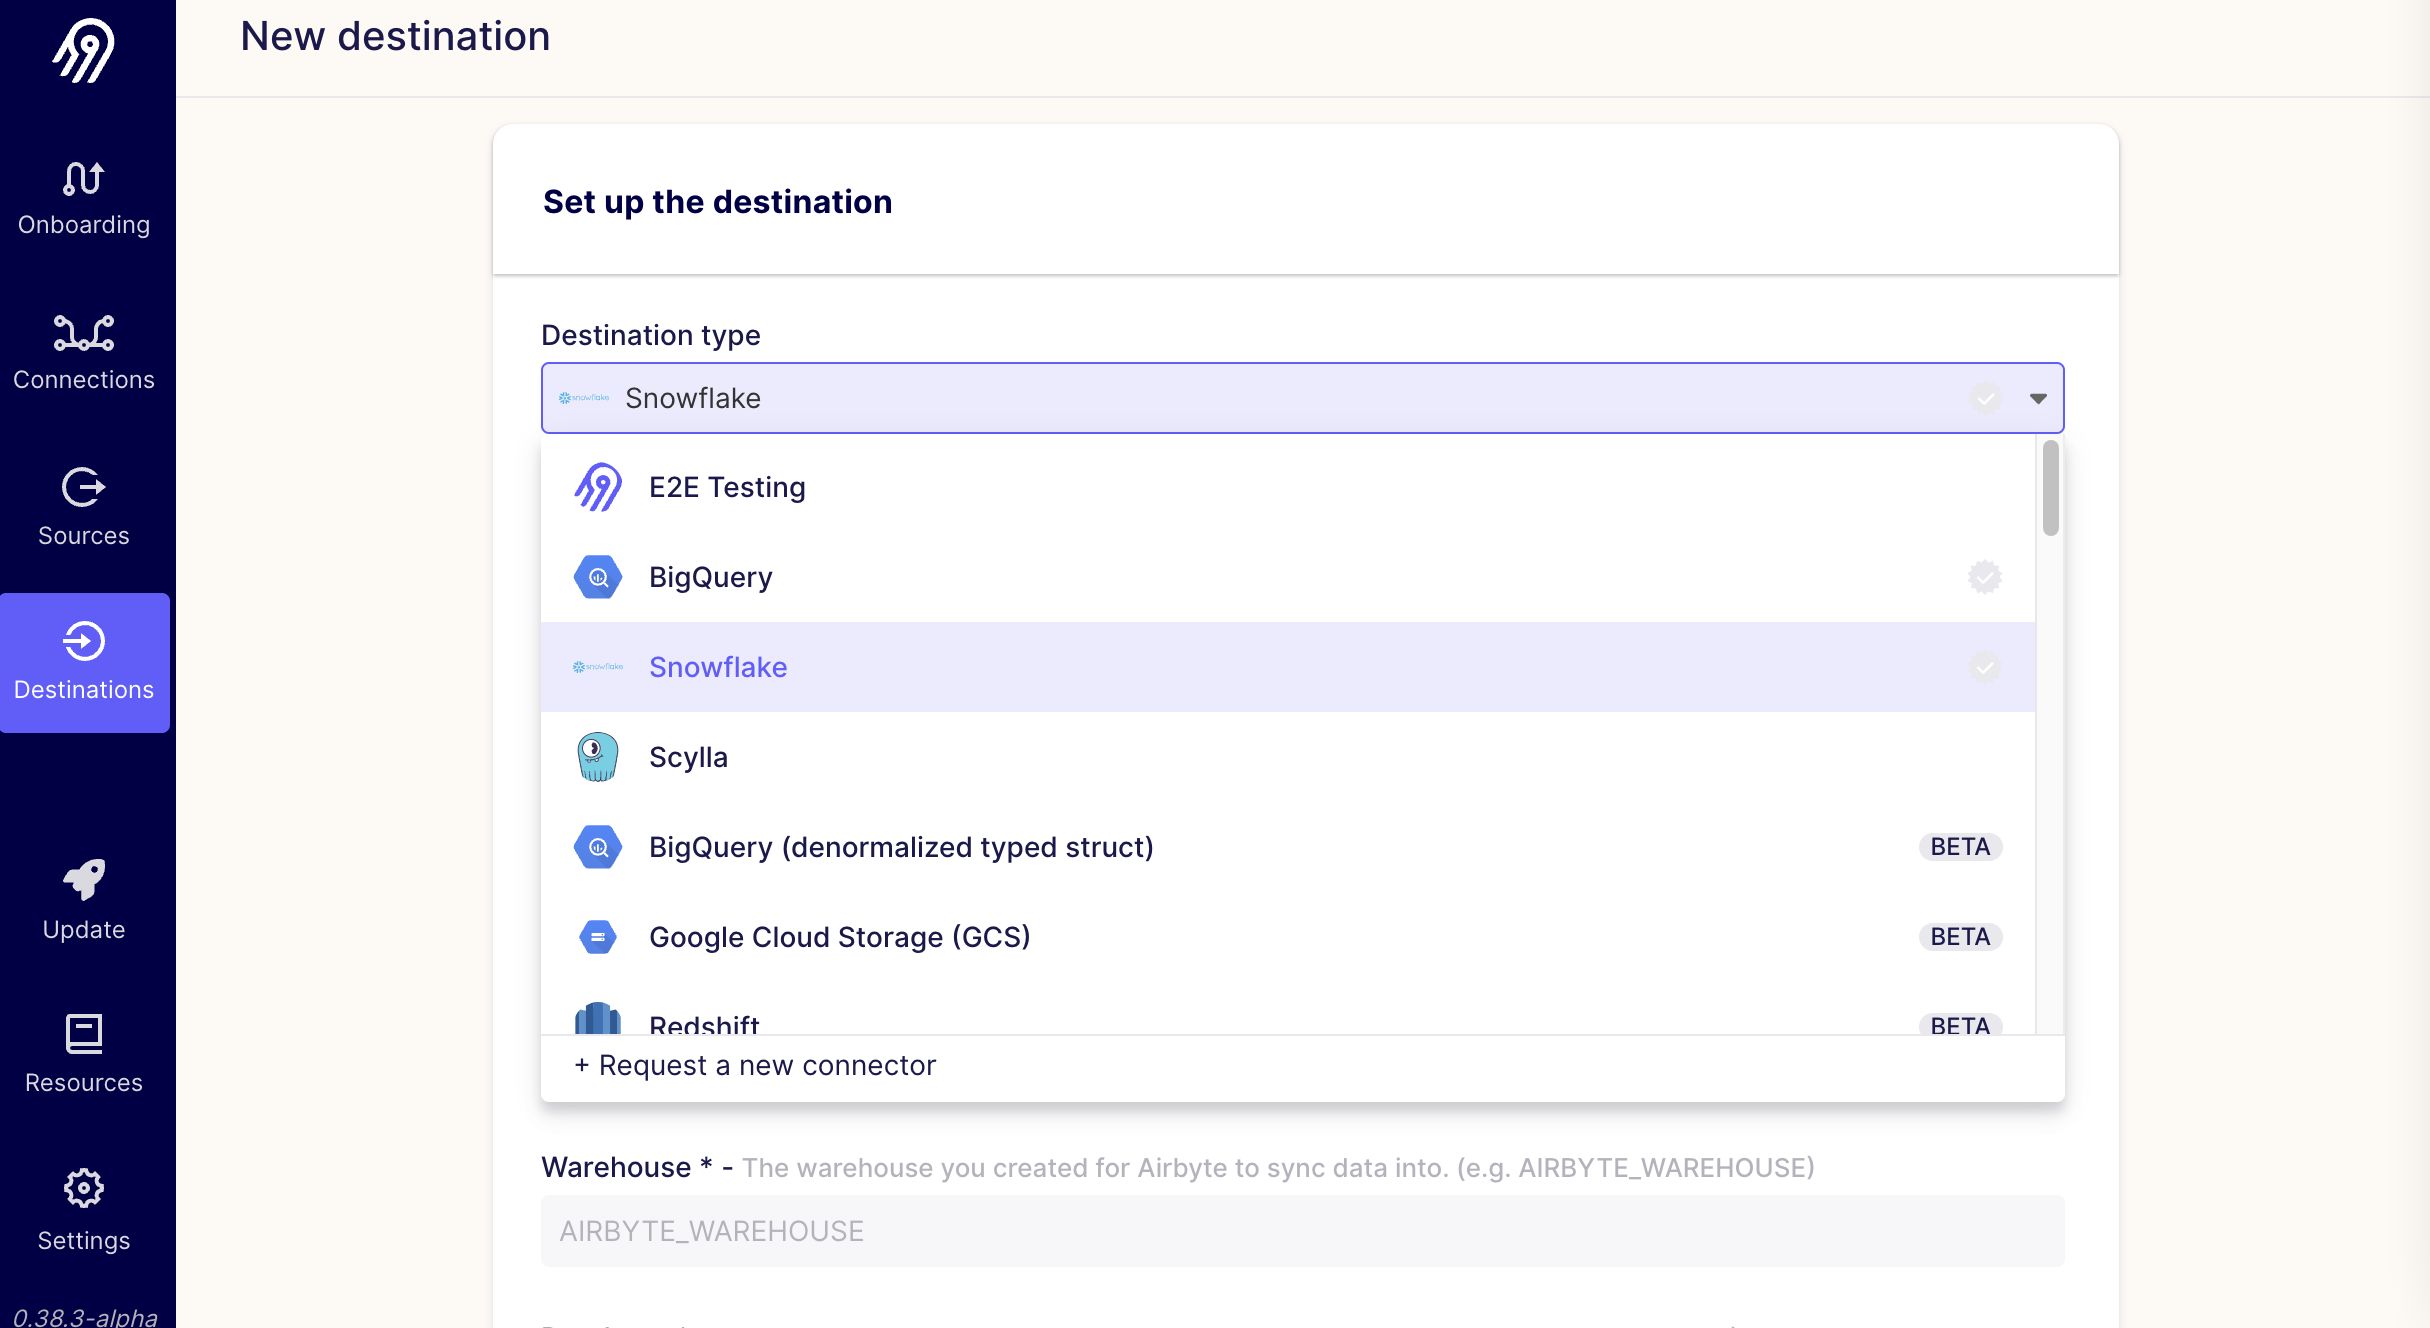 New destination
Onboarding
Connections
Sources
Destinations
Update
Resources
Settings
0.38.3-alpha
Set up the destination
Destination type
snowflake Snowflake
E2E Testing
BigQuery
snowflake Snowflake
Scylla
BigQuery (denormalized typed struct) BETA
Google Cloud Storage (GCS) BETA
Redshift BETA
+ Request a new connector
Warehouse * - The warehouse you created for Airbyte to sync data into. (e.g. AIRBYTE_WAREHOUSE)
AIRBYTE_WAREHOUSE